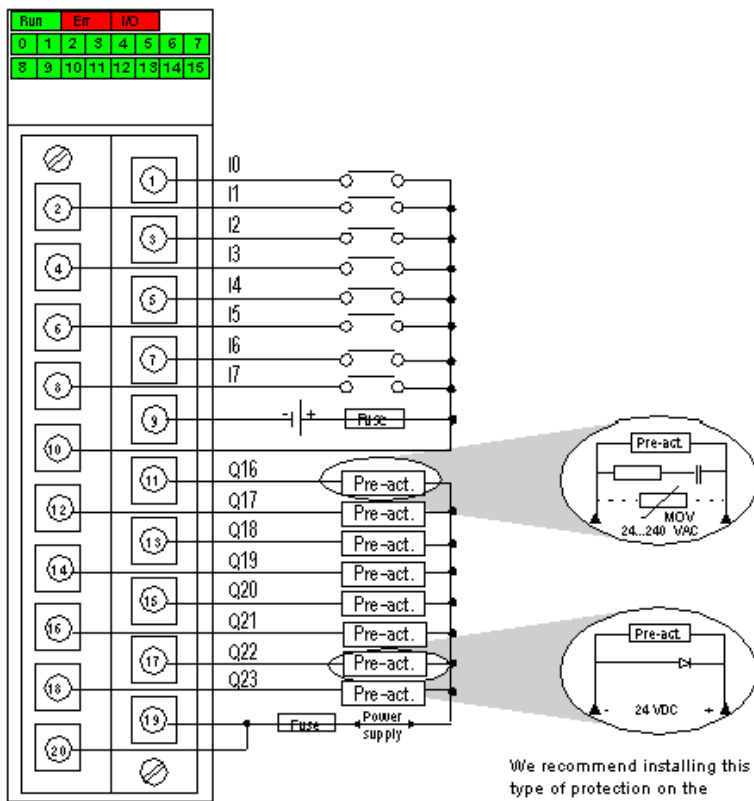 Run Err I/O
0 1 2 3 4 5 6 7
8 9 10 11 12 13 14 15
I0
1
I1
2
I2
3
I3
4
I4
5
I5
6
I6
7
I7
8
9 - + Fuse
10
Q16
11 Pre-act.
Q17
12 Pre-act.
Q18
13 Pre-act.
Q19
14 Pre-act.
Q20
15 Pre-act.
Q21
16 Pre-act.
Q22
17 Pre-act.
Q23
18 Pre-act.
19 Fuse Power
supply
20
Pre-act.
MOV
24...240 VAC
Pre-act.
- 24 VDC +
We recommend installing this
type of protection on the